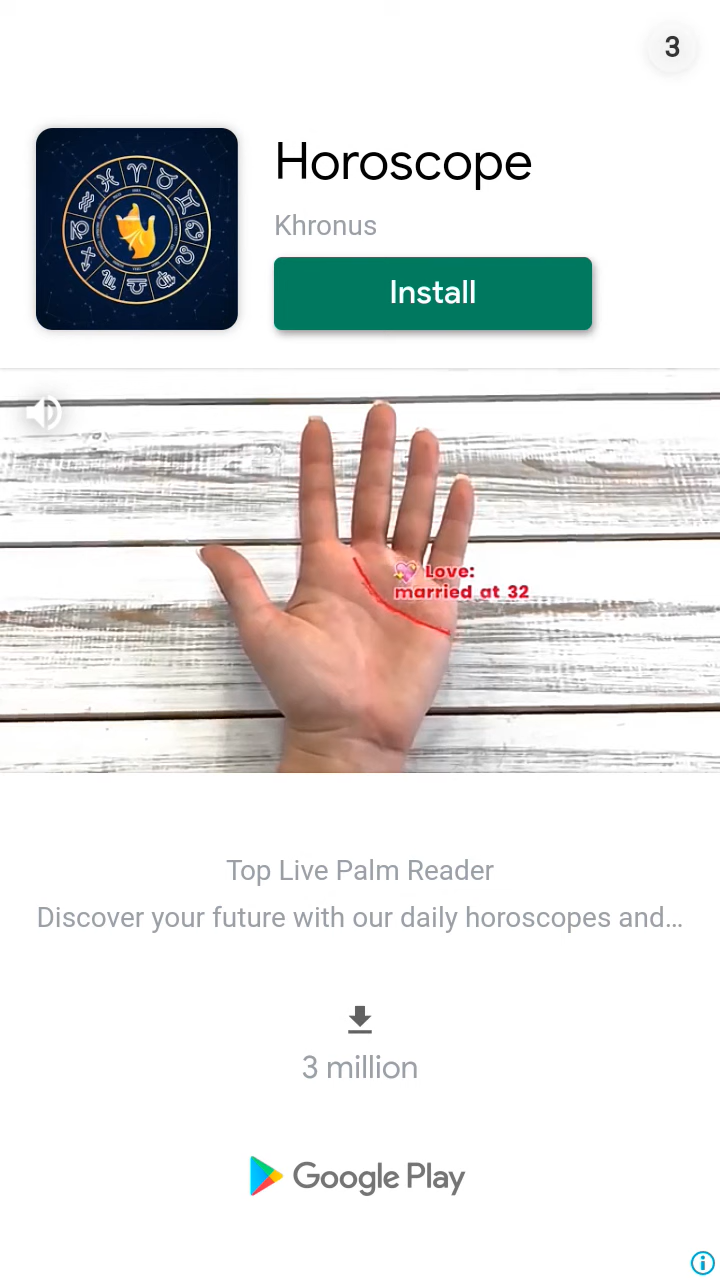 3
Horoscope
Khronus
Install
💘 Love:
married at 32
Top Live Palm Reader
Discover your future with our daily horoscopes and...
3 million
Google Play